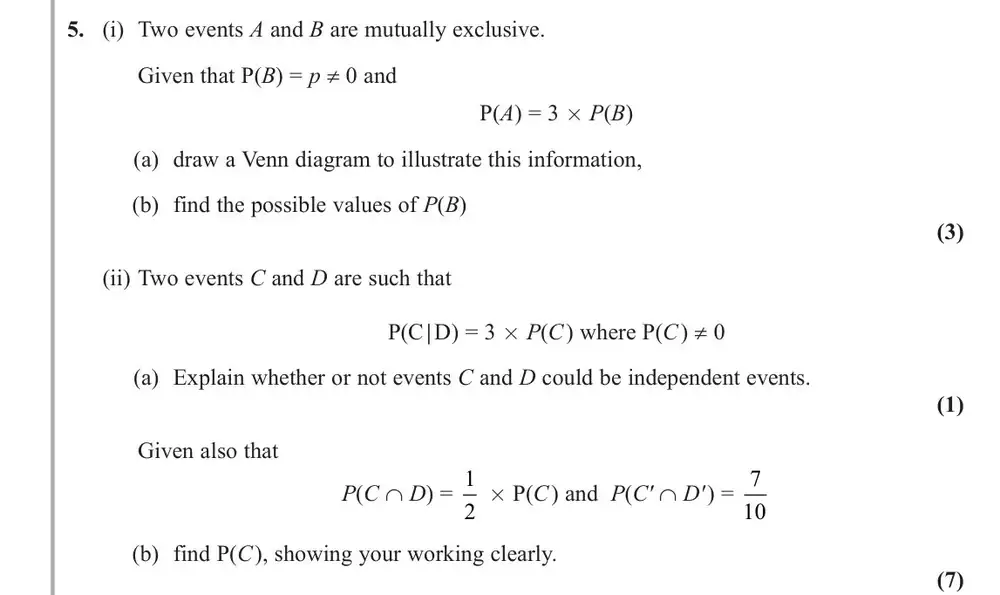 5. (i) Two events A and B are mutually exclusive.
Given that P(B) = p ≠ 0 and
P(A) = 3 × P(B)
(a) draw a Venn diagram to illustrate this information,
(b) find the possible values of P(B)
(3)
(ii) Two events C and D are such that
P(C|D) = 3 × P(C) where P(C) ≠ 0
(a) Explain whether or not events C and D could be independent events.
(1)
Given also that
P(C ∩ D) = 1/2 × P(C) and P(C′ ∩ D′) = 7/10
(b) find P(C), showing your working clearly.
(7)